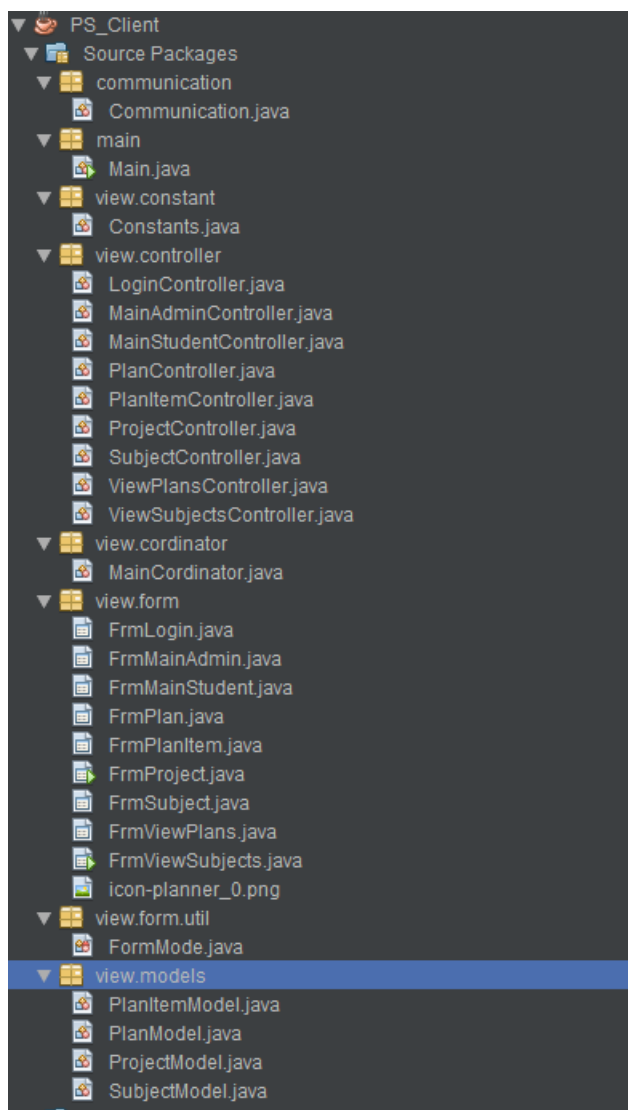 PS_Client
Source Packages
communication
Communication.java
main
Main.java
view.constant
Constants.java
view.controller
LoginController.java
MainAdminController.java
MainStudentController.java
PlanController.java
PlanItemController.java
ProjectController.java
SubjectController.java
ViewPlansController.java
ViewSubjectsController.java
view.cordinator
MainCordinator.java
view.form
FrmLogin.java
FrmMainAdmin.java
FrmMainStudent.java
FrmPlan.java
FrmPlanItem.java
FrmProject.java
FrmSubject.java
FrmViewPlans.java
FrmViewSubjects.java
icon-planner_0.png
view.form.util
FormMode.java
view.models
PlanItemModel.java
PlanModel.java
ProjectModel.java
SubjectModel.java